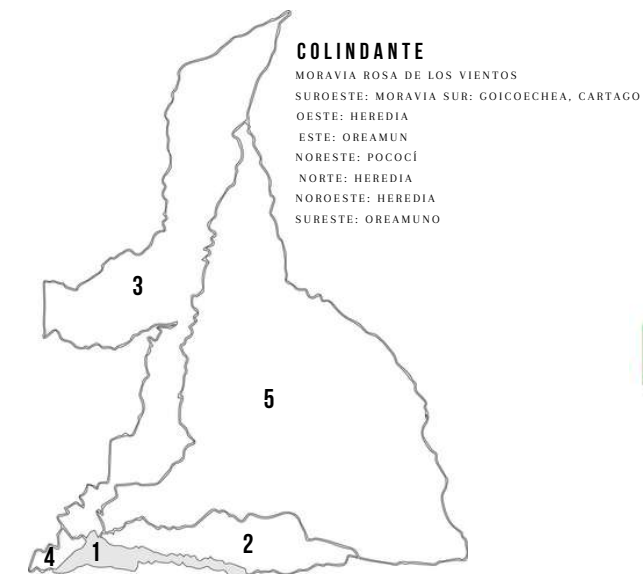 COLINDANTE
MORAVIA ROSA DE LOS VIENTOS
SUROESTE: MORAVIA SUR: GOICOECHEA, CARTAGO
OESTE: HEREDIA
ESTE: OREAMUN
NORESTE: POCOCÍ
NORTE: HEREDIA
NOROESTE: HEREDIA
SURESTE: OREAMUNO
3
5
2
1
4